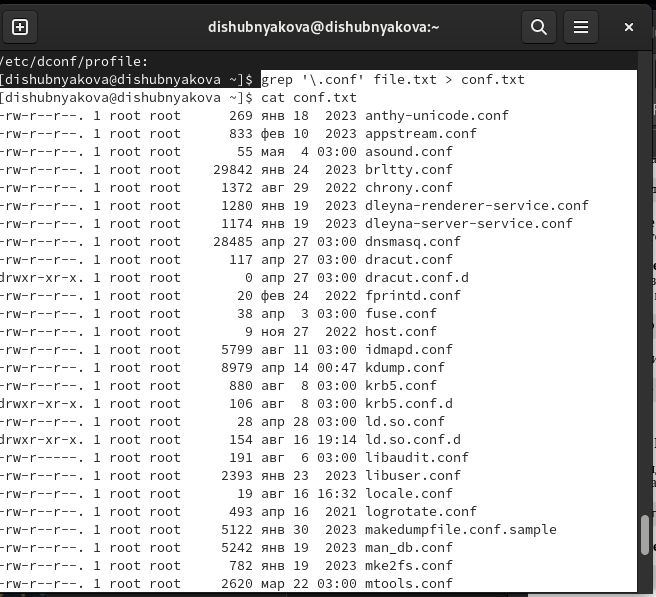 dishubnyakova@dishubnyakova:~
/etc/dconf/profile:
[dishubnyakova@dishubnyakova ~]$ grep '\.conf' file.txt > conf.txt
[dishubnyakova@dishubnyakova ~]$ cat conf.txt
-rw-r--r--. 1 root root 269 янв 18 2023 anthy-unicode.conf
-rw-r--r--. 1 root root 833 фев 10 2023 appstream.conf
-rw-r--r--. 1 root root 55 мая 4 03:00 asound.conf
-rw-r--r--. 1 root root 29842 янв 24 2023 brltty.conf
-rw-r--r--. 1 root root 1372 авг 29 2022 chrony.conf
-rw-r--r--. 1 root root 1280 янв 19 2023 dleyna-renderer-service.conf
-rw-r--r--. 1 root root 1174 янв 19 2023 dleyna-server-service.conf
-rw-r--r--. 1 root root 28485 апр 27 03:00 dnsmasq.conf
-rw-r--r--. 1 root root 117 апр 27 03:00 dracut.conf
drwxr-xr-x. 1 root root 0 апр 27 03:00 dracut.conf.d
-rw-r--r--. 1 root root 20 фев 24 2022 fprintd.conf
-rw-r--r--. 1 root root 38 апр 3 03:00 fuse.conf
-rw-r--r--. 1 root root 9 ноя 27 2022 host.conf
-rw-r--r--. 1 root root 5799 авг 11 03:00 idmapd.conf
-rw-r--r--. 1 root root 8979 апр 14 00:47 kdump.conf
-rw-r--r--. 1 root root 880 авг 8 03:00 krb5.conf
drwxr-xr-x. 1 root root 106 авг 8 03:00 krb5.conf.d
-rw-r--r--. 1 root root 28 апр 28 03:00 ld.so.conf
drwxr-xr-x. 1 root root 154 авг 16 19:14 ld.so.conf.d
-rw-r-----. 1 root root 191 авг 6 03:00 libaudit.conf
-rw-r--r--. 1 root root 2393 янв 23 2023 libuser.conf
-rw-r--r--. 1 root root 19 авг 16 16:32 locale.conf
-rw-r--r--. 1 root root 493 апр 16 2021 logrotate.conf
-rw-r--r--. 1 root root 5122 янв 30 2023 makedumpfile.conf.sample
-rw-r--r--. 1 root root 5242 янв 19 2023 man_db.conf
-rw-r--r--. 1 root root 782 янв 19 2023 mke2fs.conf
-rw-r--r--. 1 root root 2620 мар 22 03:00 mtools.conf